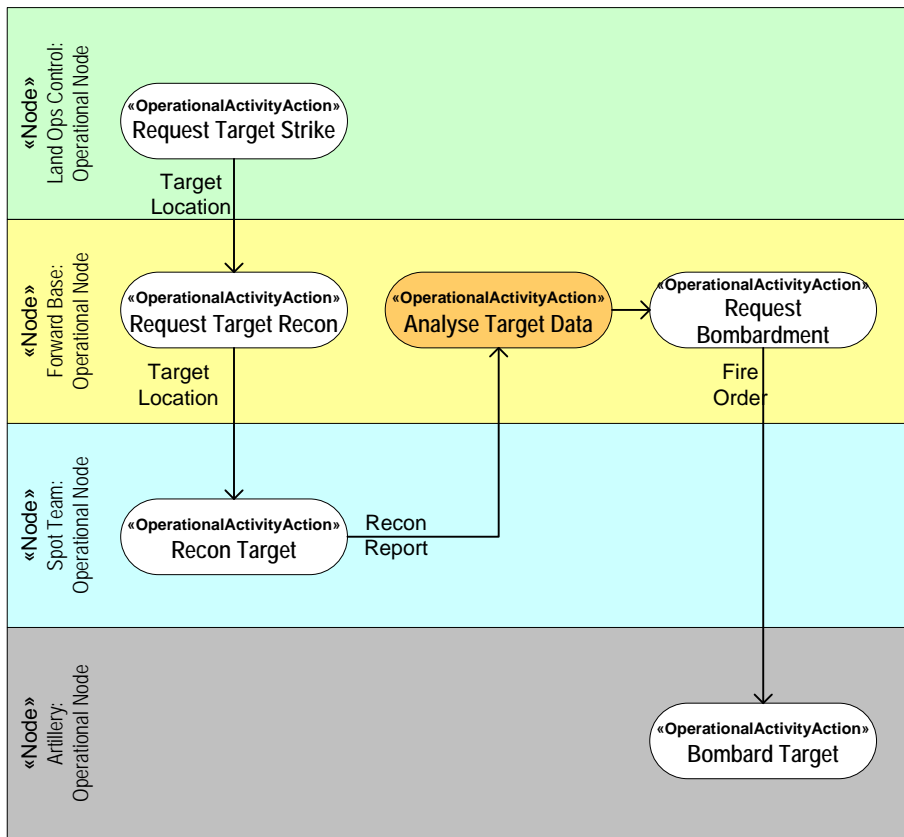 «Node»
Land Ops Control:
Operational Node
«OperationalActivityAction»
Request Target Strike
Target
Location
«Node»
Forward Base:
Operational Node
«OperationalActivityAction»
Request Target Recon
Target
Location
«OperationalActivityAction»
Analyse Target Data
«OperationalActivityAction»
Request
Bombardment
Fire
Order
«Node»
Spot Team:
Operational Node
«OperationalActivityAction»
Recon Target
Recon
Report
«Node»
Artillery:
Operational Node
«OperationalActivityAction»
Bombard Target